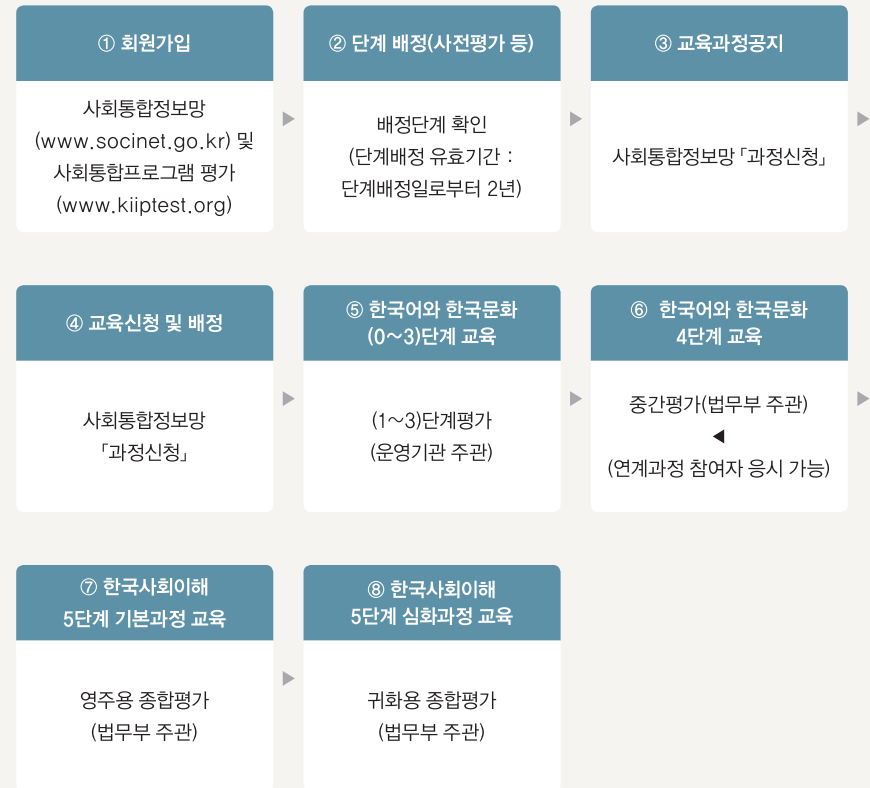 ① 회원가입
사회통합정보망
(www.socinet.go.kr) 및
사회통합프로그램 평가
(www.kiiptest.org)
▶
② 단계 배정(사전평가 등)
배정단계 확인
(단계배정 유효기간 :
단계배정일로부터 2년)
▶
③ 교육과정공지
사회통합정보망 「과정신청」
▶
④ 교육신청 및 배정
사회통합정보망
「과정신청」
▶
⑤ 한국어와 한국문화
(0~3)단계 교육
(1~3)단계평가
(운영기관 주관)
▶
⑥ 한국어와 한국문화
4단계 교육
중간평가(법무부 주관)
◀
(연계과정 참여자 응시 가능)
▶
⑦ 한국사회이해
5단계 기본과정 교육
영주용 종합평가
(법무부 주관)
▶
⑧ 한국사회이해
5단계 심화과정 교육
귀화용 종합평가
(법무부 주관)